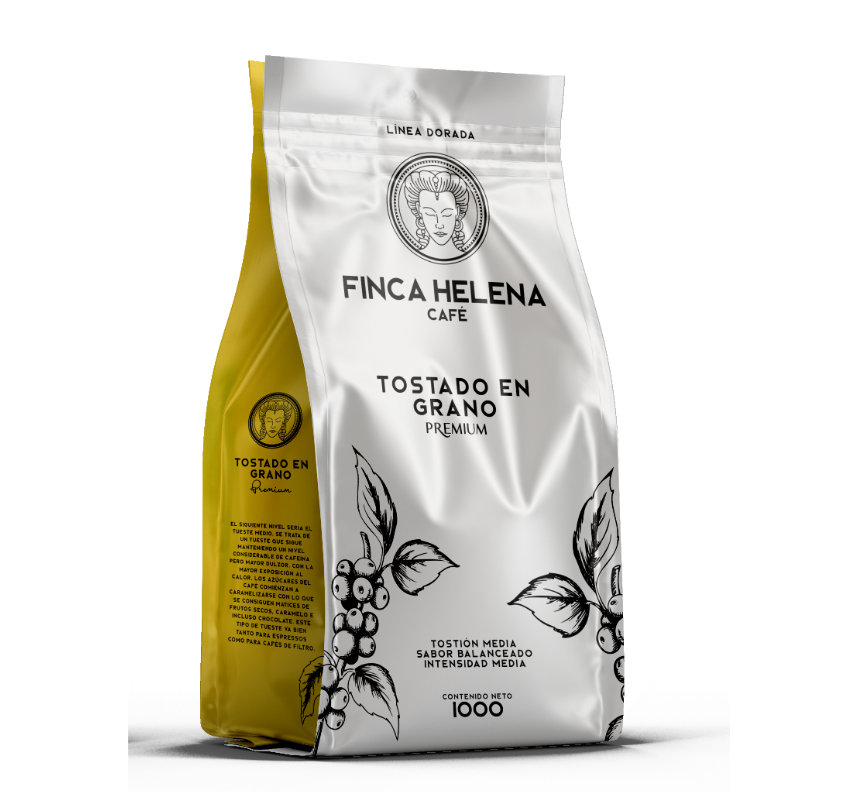 LÍNEA DORADA
FINCA HELENA
CAFÉ
TOSTADO EN
GRANO
PREMIUM
TOSTIÓN MEDIA
SABOR BALANCEADO
INTENSIDAD MEDIA
CONTENIDO NETO
1000
TOSTADO EN
GRANO
Premium
EL SIGUIENTE NIVEL SERIA EL
TUESTE MEDIO, SE TRATA DE
UN TUESTE QUE SIGUE
MANTENIENDO UN NIVEL
CONSIDERABLE DE CAFEINA
PERO MAYOR DULZOR, CON LA
MAYOR EXPOSICION AL
CALOR, LOS AZÚCARES DEL
CAFÉ COMIENZAN A
CARAMELIZARSE CON LO QUE
SE CONSIGUEN MATICES DE
FRUTOS SECOS, CARAMELO E
INCLUSO CHOCOLATE. ESTE
TIPO DE TUESTE VA BIEN
TANTO PARA ESPRESSOS
COMO PARA CAFÉS DE FILTRO.